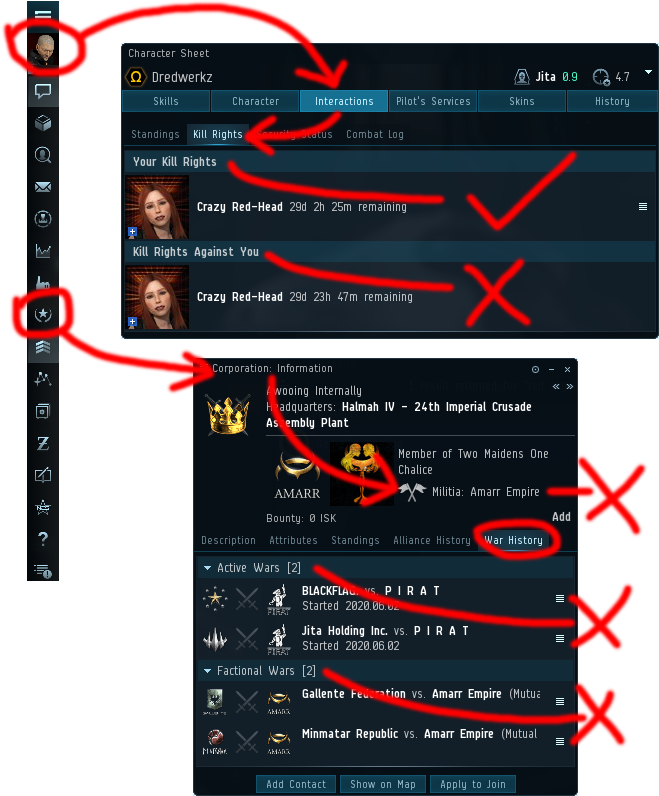 Character Sheet
Ω Dredwerkz
Jita 0.9
4.7
Skills Character Interactions Pilot's Services Skins History
Standings Kill Rights Security Status Combat Log
Your Kill Rights
Crazy Red-Head 29d 2h 25m remaining
Kill Rights Against You
Crazy Red-Head 29d 23h 47m remaining
Corporation: Information
Awooing Internally
Headquarters: Halmah IV - 24th Imperial Crusade
Assembly Plant
AMARR
Member of Two Maidens One
Chalice
Militia: Amarr Empire
Bounty: 0 ISK
Add
Description Attributes Standings Alliance History War History
Active Wars [2]
BLACKFLAG. vs. P I R A T
Started 2020.06.02
PIRAT
Jita Holding Inc. vs. P I R A T
Started 2020.06.02
PIRAT
Factional Wars [2]
Gallente Federation vs. Amarr Empire (Mutua
AMARR
Minmatar Republic vs. Amarr Empire (Mutual
AMARR
Add Contact Show on Map Apply to Join